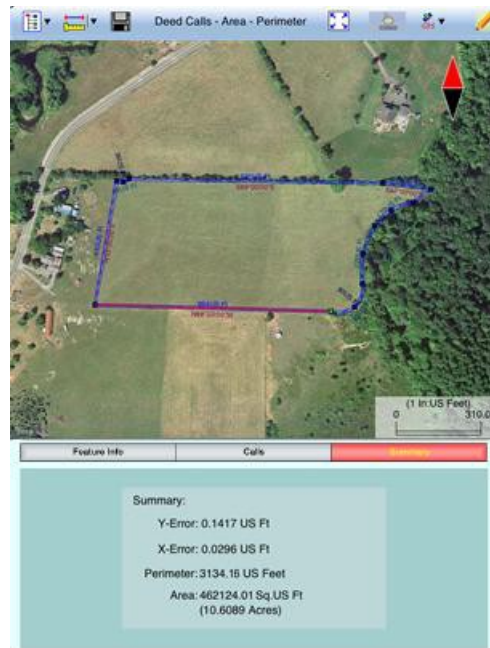 Deed Calls - Area - Perimeter
(1 In:US Feet)
0 310.0
Feature Info Calls Summary
Summary:
Y-Error: 0.1417 US Ft
X-Error: 0.0296 US Ft
Perimeter: 3134.16 US Feet
Area: 462124.01 Sq.US Ft
(10.6089 Acres)